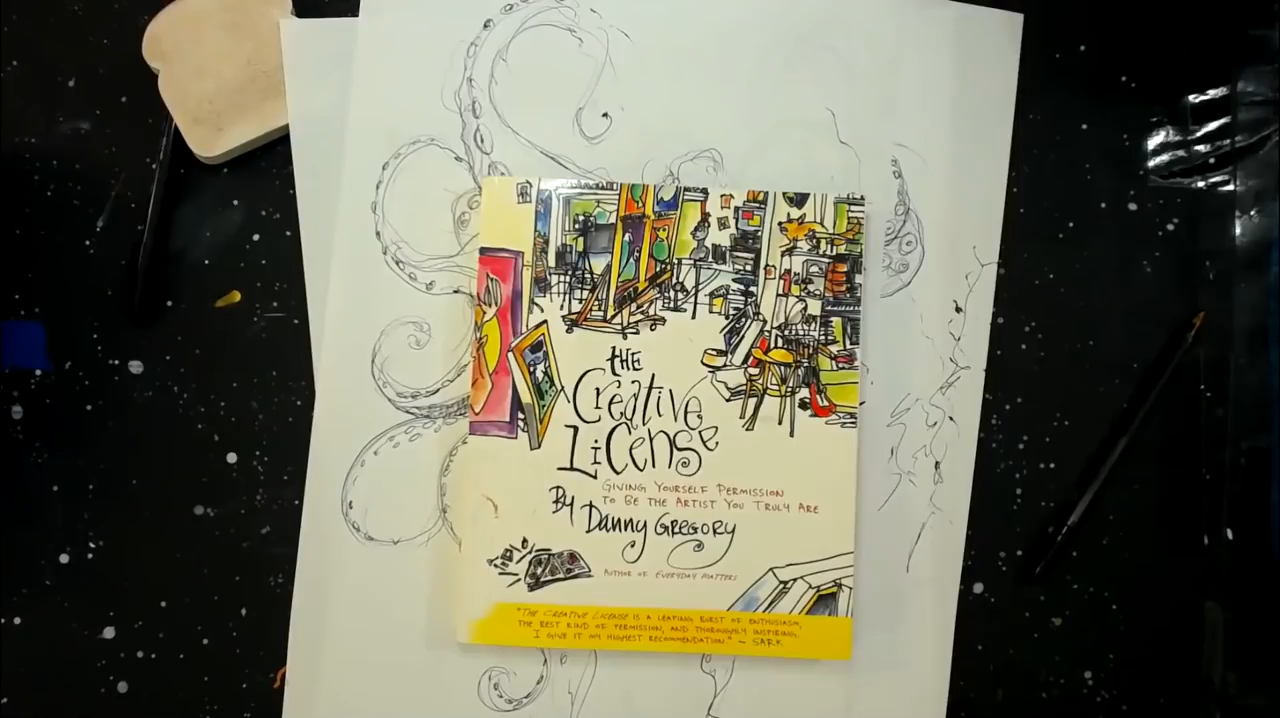 THE
Creative
License
GIVING YOURSELF PERMISSION
TO BE THE ARTIST YOU TRULY ARE
By Danny GREGORY
AUTHOR OF EVERYDAY MATTERS
"THE CREATIVE LICENSE IS A LEAPING BURST OF ENTHUSIASM,
THE BEST KIND OF PERMISSION, AND THOROUGHLY INSPIRING.
I GIVE IT MY HIGHEST RECOMMENDATION." ~ SARK